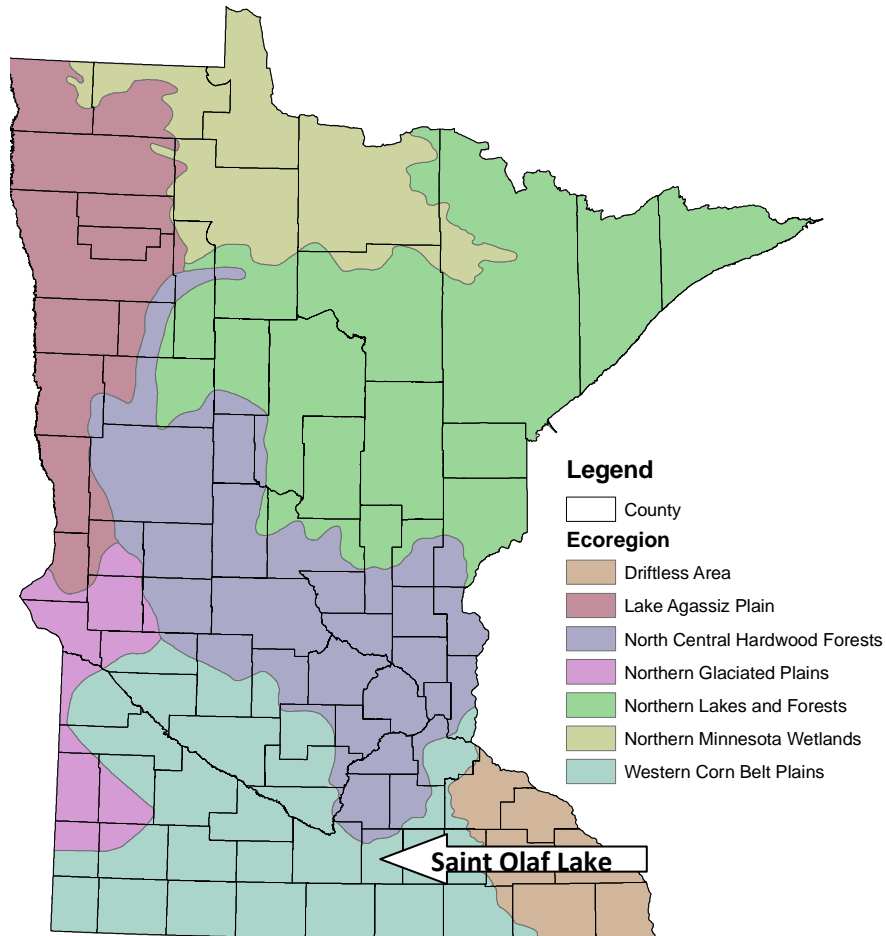 Legend
County
Ecoregion
Driftless Area
Lake Agassiz Plain
North Central Hardwood Forests
Northern Glaciated Plains
Northern Lakes and Forests
Northern Minnesota Wetlands
Western Corn Belt Plains
Saint Olaf Lake